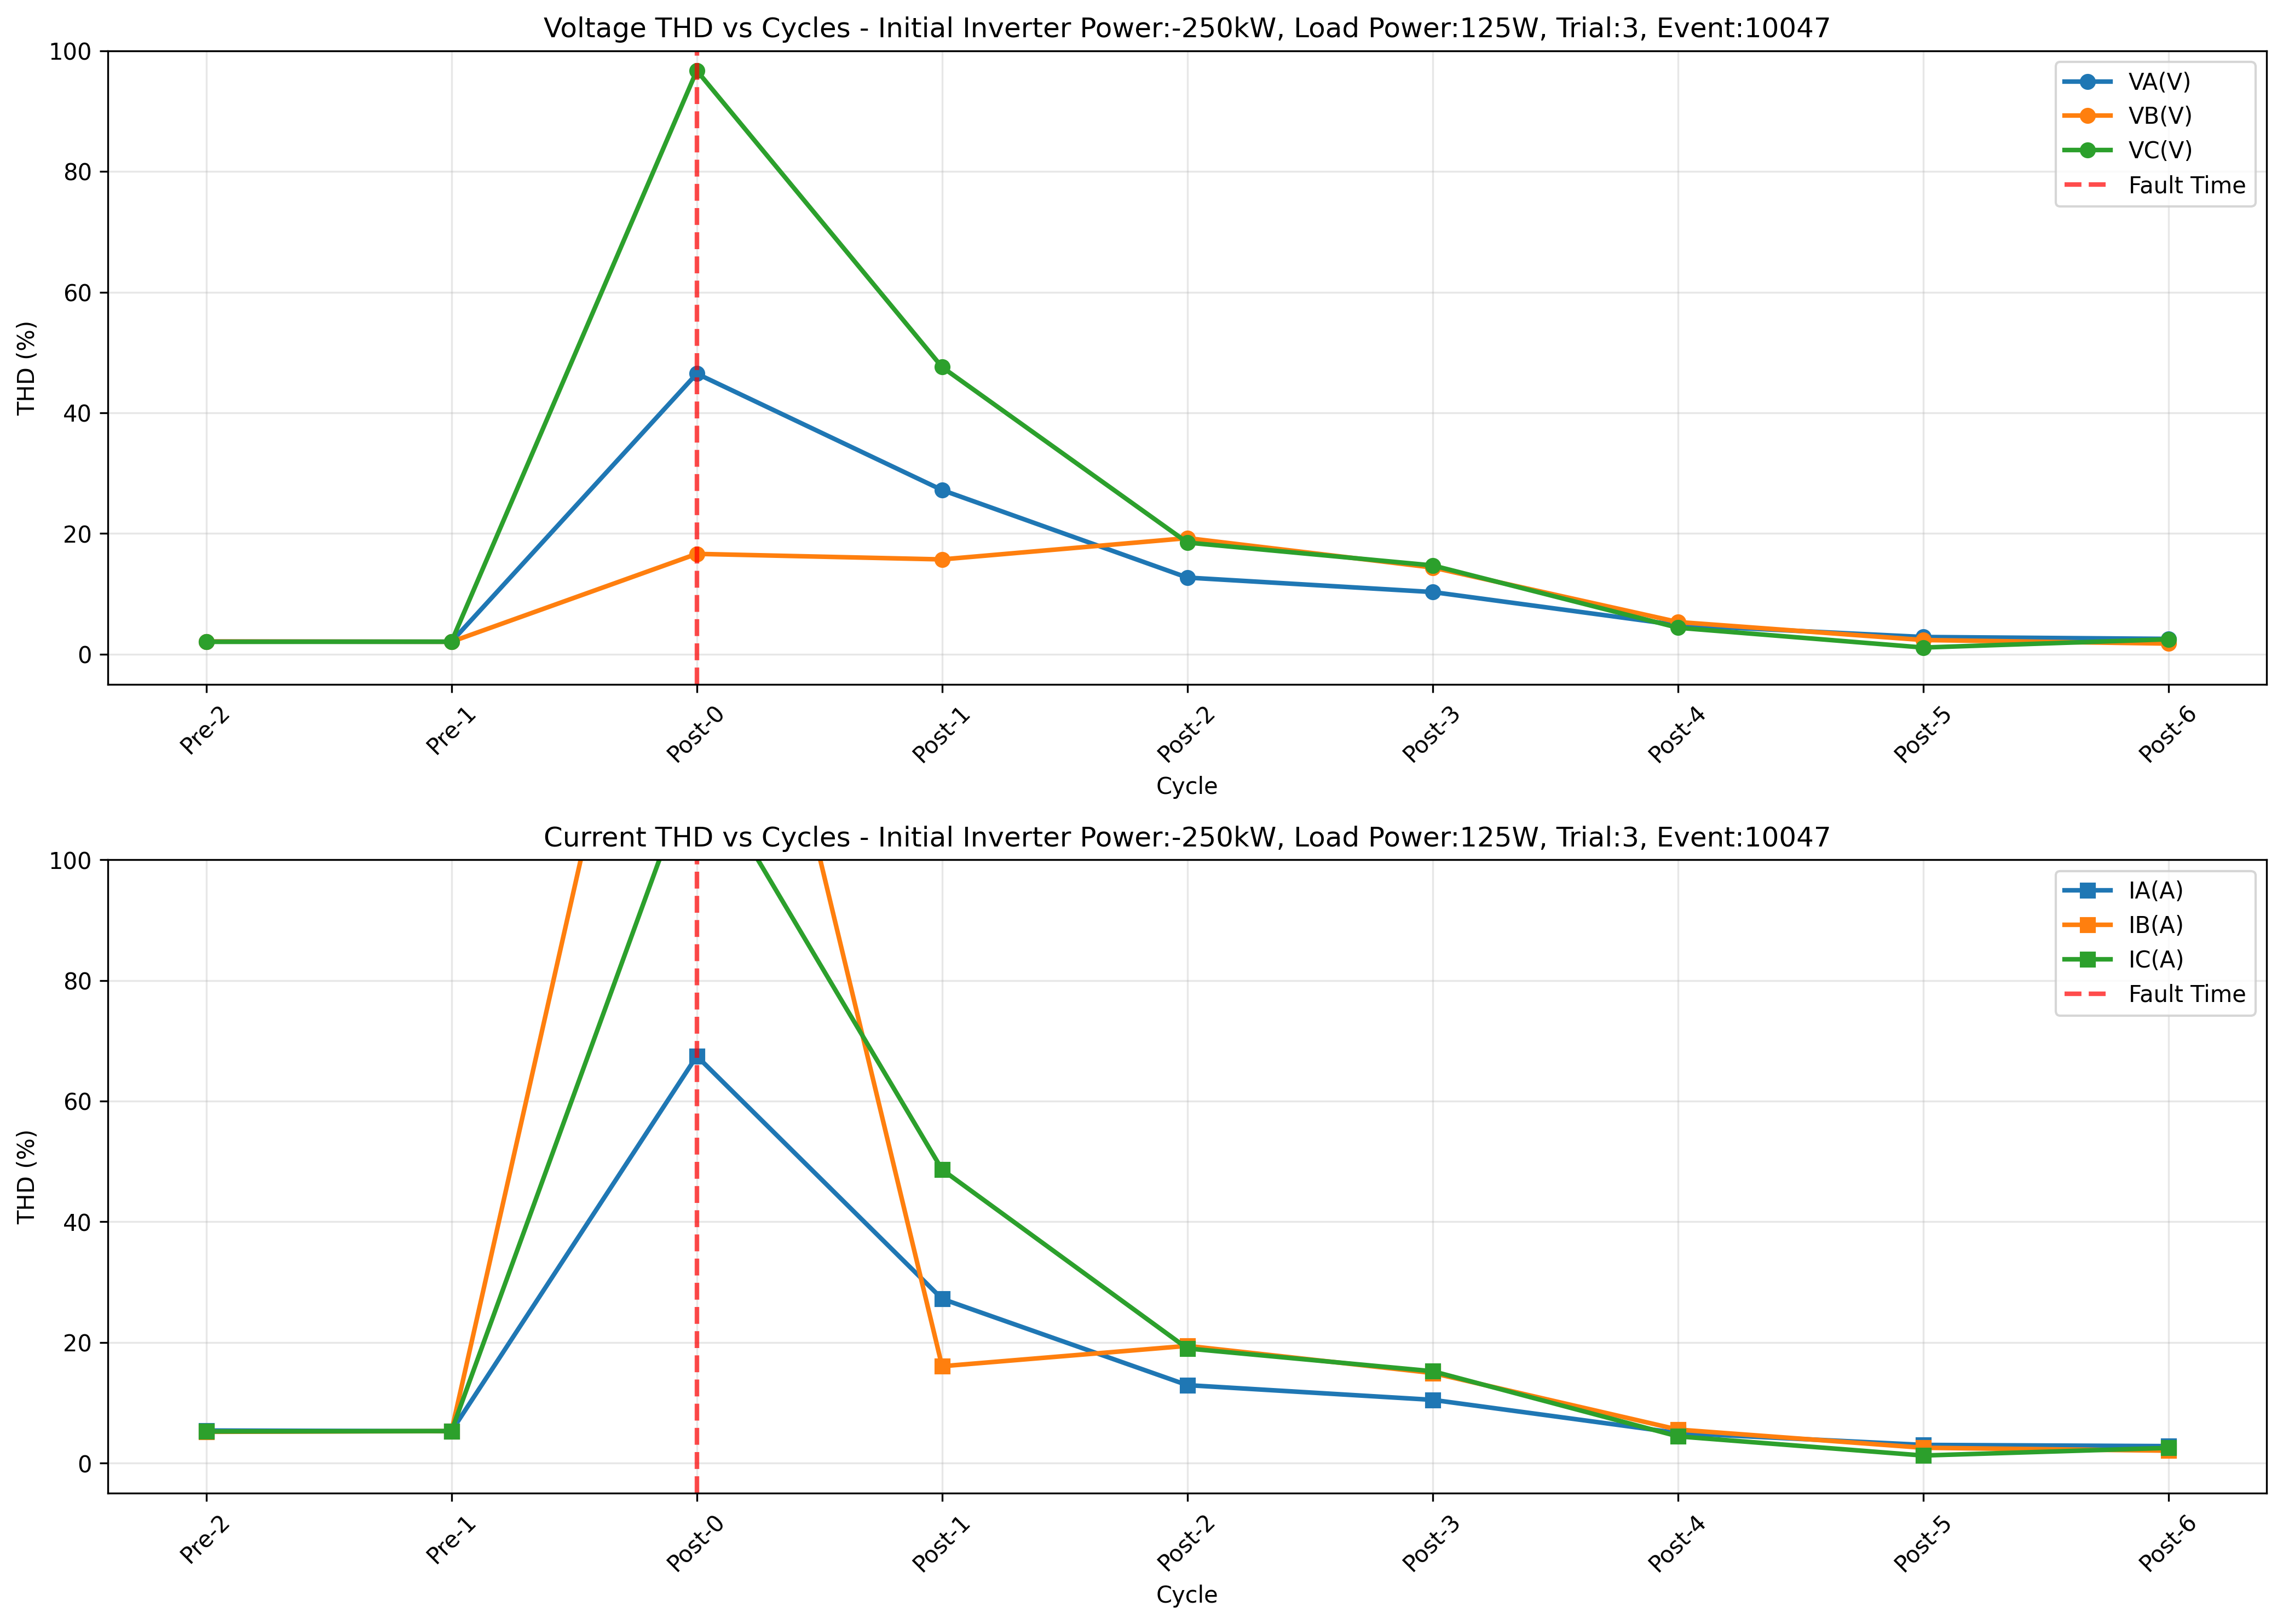 Voltage THD vs Cycles - Initial Inverter Power:-250kW, Load Power:125W, Trial:3, Event:10047
100
80
60
40
20
0
THD (%)
VA(V)
VB(V)
VC(V)
Fault Time
Pre-2
Pre-1
Post-0
Post-1
Post-2
Post-3
Post-4
Post-5
Post-6
Cycle
Current THD vs Cycles - Initial Inverter Power:-250kW, Load Power:125W, Trial:3, Event:10047
100
80
60
40
20
0
THD (%)
IA(A)
IB(A)
IC(A)
Fault Time
Pre-2
Pre-1
Post-0
Post-1
Post-2
Post-3
Post-4
Post-5
Post-6
Cycle